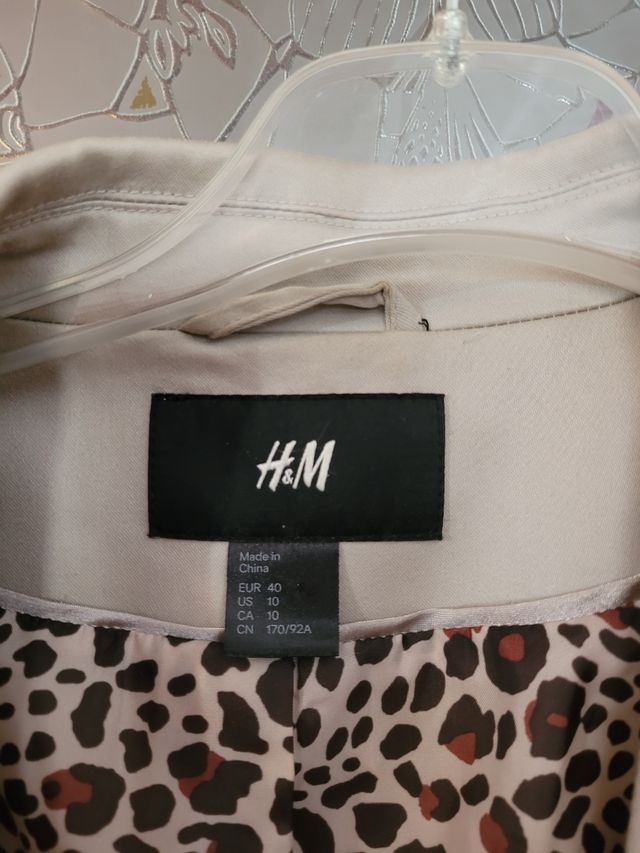 H&M
Made in
China
EUR 40
US 10
CA 10
CN 170/92A